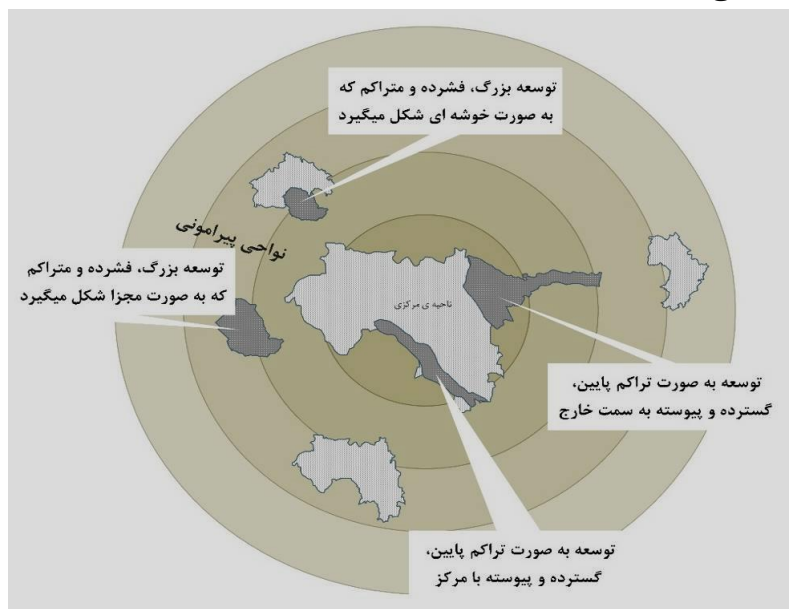 توسعه بزرگ، فشرده و متراکم که
به صورت خوشه ای شکل میگیرد
نواحی پیرامونی
توسعه بزرگ، فشرده و متراکم
که به صورت مجزا شکل میگیرد
ناحیه ی مرکزی
توسعه به صورت تراکم پایین،
گسترده و پیوسته به سمت خارج
توسعه به صورت تراکم پایین،
گسترده و پیوسته با مرکز